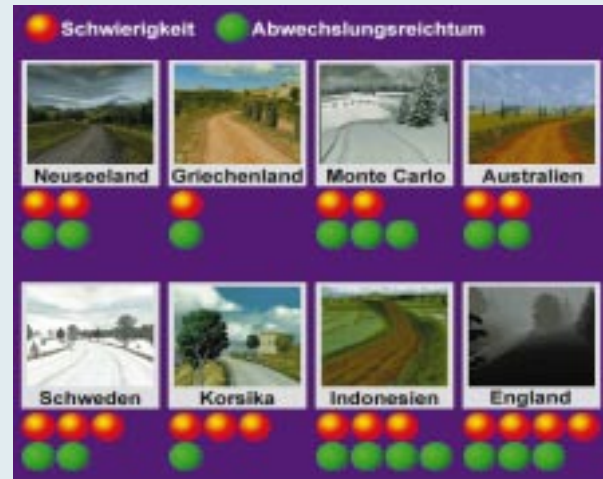 Schwierigkeit Abwechslungsreichtum
Neuseeland Griechenland Monte Carlo Australien
Schweden Korsika Indonesien England